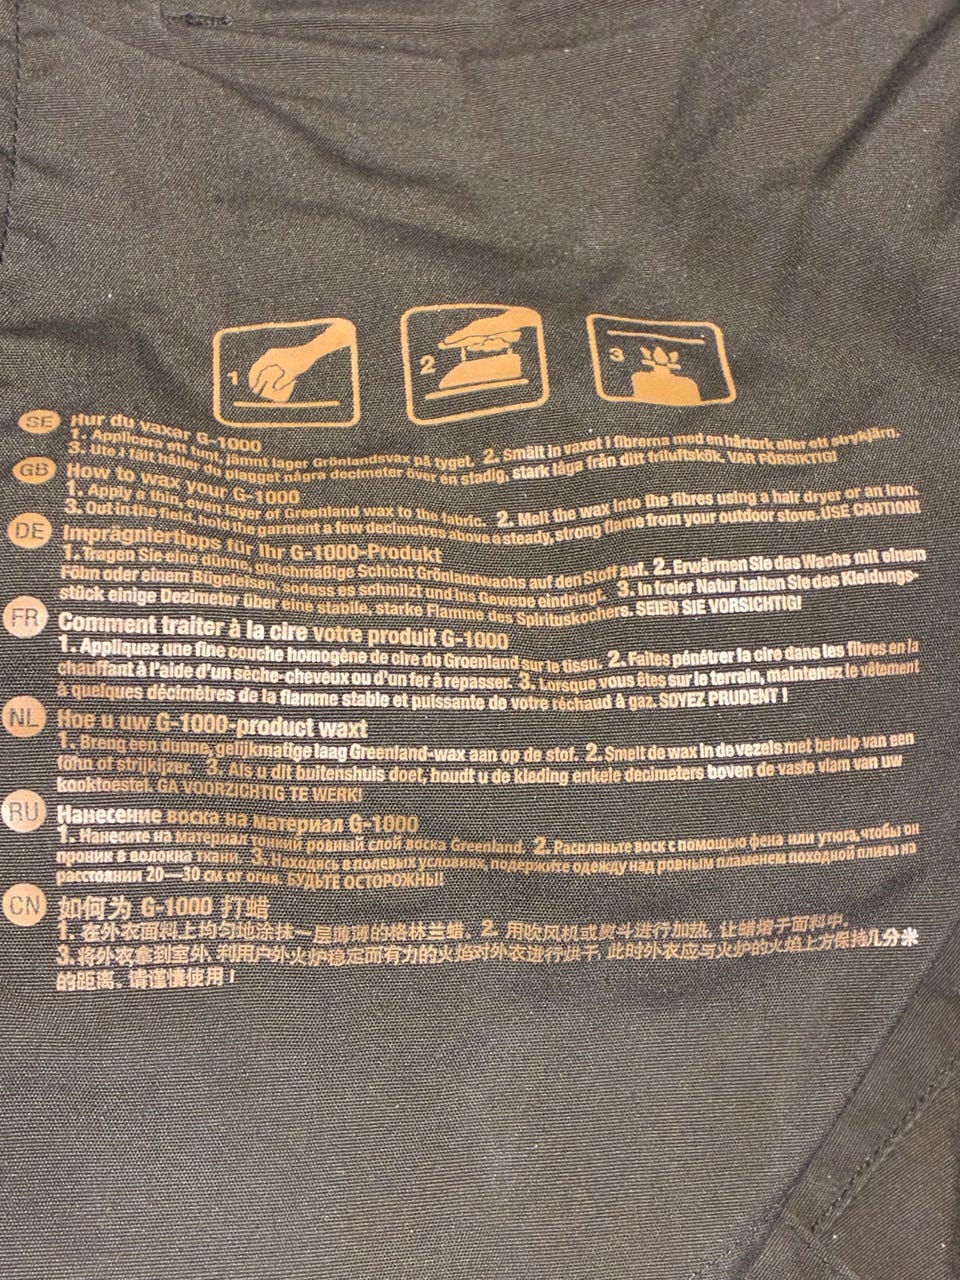 1
2
3
SE Hur du vaxar G-1000
1. Applicera ett tunt, jämnt lager Grönlandsvax på tyget. 2. Smält in vaxet i fibrerna med en hårtork eller ett strykjärn.
3. Ute i fält håller du plagget några decimeter över en stadig, stark låga från ditt friluftskök. VAR FÖRSIKTIG!
GB How to wax your G-1000
1. Apply a thin, even layer of Greenland wax to the fabric. 2. Melt the wax into the fibres using a hair dryer or an iron.
3. Out in the field, hold the garment a few decimetres above a steady, strong flame from your outdoor stove. USE CAUTION!
DE Imprägniertipps für Ihr G-1000-Produkt
1. Tragen Sie eine dünne, gleichmäßige Schicht Grönlandwachs auf den Stoff auf. 2. Erwärmen Sie das Wachs mit einem
Föhn oder einem Bügeleisen, sodass es schmilzt und ins Gewebe eindringt. 3. In freier Natur halten Sie das Kleidungs-
stück einige Dezimeter über eine stabile, starke Flamme des Spirituskochers. SEIEN SIE VORSICHTIG!
FR Comment traiter à la cire votre produit G-1000
1. Appliquez une fine couche homogène de cire du Groenland sur le tissu. 2. Faites pénétrer la cire dans les fibres en la
chauffant à l'aide d'un sèche-cheveux ou d'un fer à repasser. 3. Lorsque vous êtes sur le terrain, maintenez le vêtement
à quelques décimètres de la flamme stable et puissante de votre réchaud à gaz. SOYEZ PRUDENT !
NL Hoe u uw G-1000-product waxt
1. Breng een dunne, gelijkmatige laag Greenland-wax aan op de stof. 2. Smelt de wax in de vezels met behulp van een
föhn of strijkijzer. 3. Als u dit buitenshuis doet, houdt u de kleding enkele decimeters boven de vaste vlam van uw
kooktoestel. GA VOORZICHTIG TE WERK!
RU Нанесение воска на материал G-1000
1. Нанесите на материал тонкий ровный слой воска Greenland. 2. Расплавьте воск с помощью фена или утюга, чтобы он
проник в волокна ткани. 3. Находясь в полевых условиях, подержите одежду над ровным пламенем походной плиты на
расстоянии 20—30 см от огня. БУДЬТЕ ОСТОРОЖНЫ!
CN 如何为 G-1000 打蜡
1. 在外衣面料上均匀地涂抹一层薄薄的格林兰蜡。 2. 用吹风机或熨斗进行加热，让蜡熔于面料中。
3. 将外衣拿到室外，利用户外火炉稳定而有力的火焰对外衣进行烘干，此时外衣应与火炉的火焰上方保持几分米
的距离。请谨慎使用！